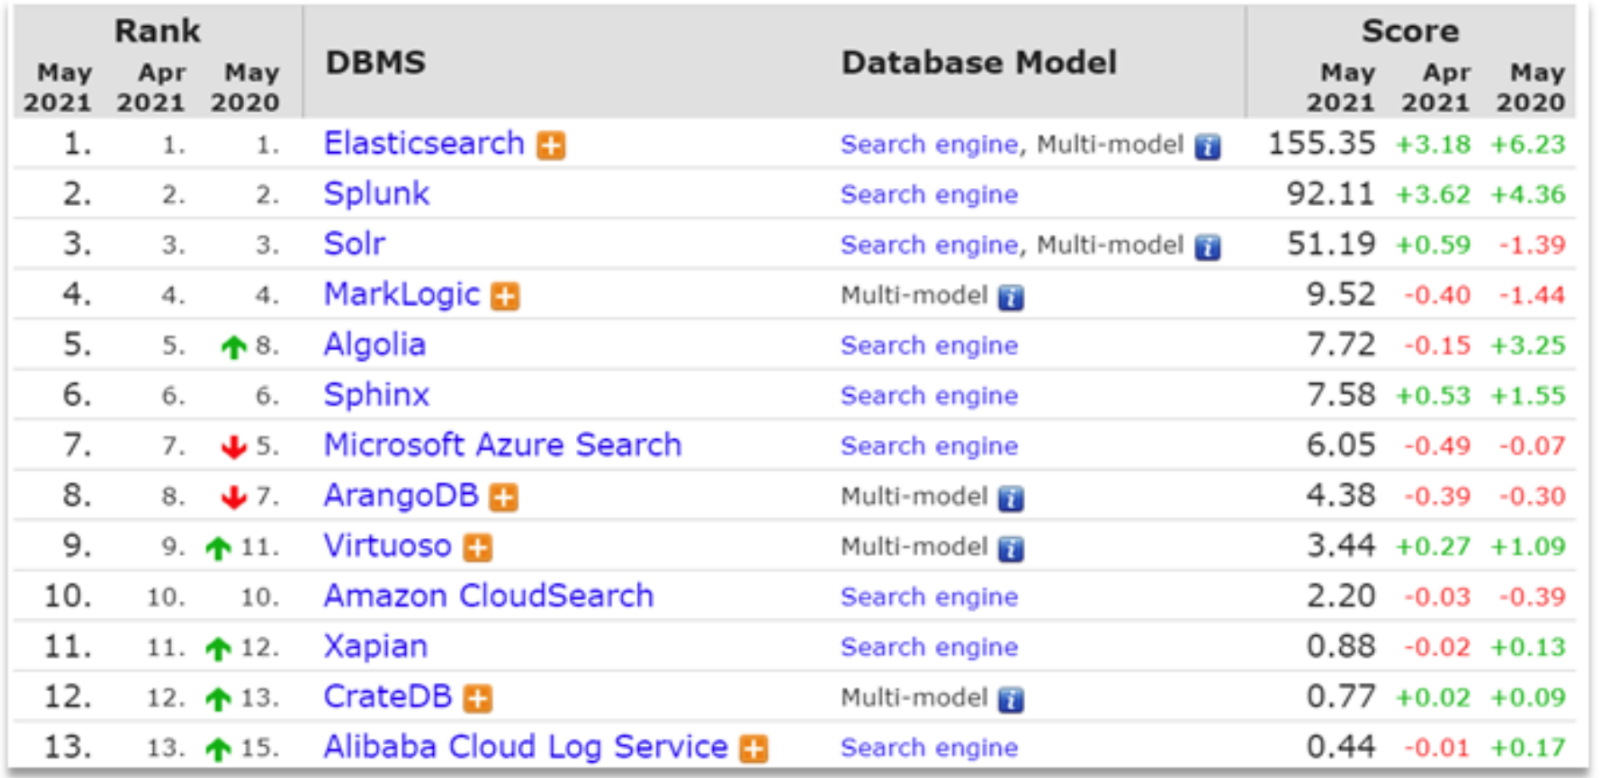 Rank DBMS Database Model Score
May Apr May May Apr May
2021 2021 2020 2021 2021 2020
1. 1. 1. Elasticsearch Search engine, Multi-model 155.35 +3.18 +6.23
2. 2. 2. Splunk Search engine 92.11 +3.62 +4.36
3. 3. 3. Solr Search engine, Multi-model 51.19 +0.59 -1.39
4. 4. 4. MarkLogic Multi-model 9.52 -0.40 -1.44
5. 5. 8. Algolia Search engine 7.72 -0.15 +3.25
6. 6. 6. Sphinx Search engine 7.58 +0.53 +1.55
7. 7. 5. Microsoft Azure Search Search engine 6.05 -0.49 -0.07
8. 8. 7. ArangoDB Multi-model 4.38 -0.39 -0.30
9. 9. 11. Virtuoso Multi-model 3.44 +0.27 +1.09
10. 10. 10. Amazon CloudSearch Search engine 2.20 -0.03 -0.39
11. 11. 12. Xapian Search engine 0.88 -0.02 +0.13
12. 12. 13. CrateDB Multi-model 0.77 +0.02 +0.09
13. 13. 15. Alibaba Cloud Log Service Search engine 0.44 -0.01 +0.17